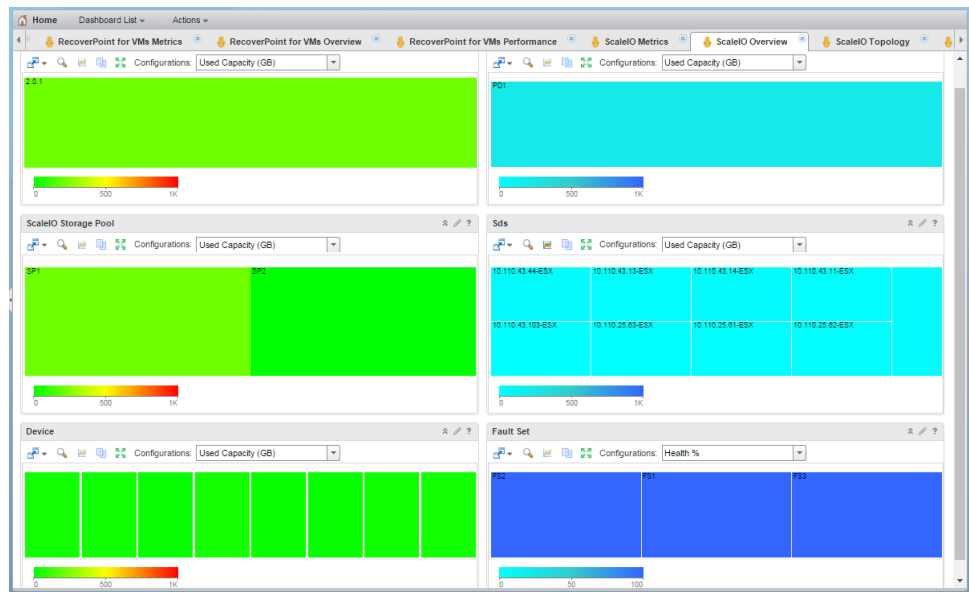 Home Dashboard List Actions
RecoverPoint for VMs Metrics RecoverPoint for VMs Overview RecoverPoint for VMs Performance ScaleIO Metrics ScaleIO Overview ScaleIO Topology
Configurations: Used Capacity (GB)
2.0.1
0 500 1K
Configurations: Used Capacity (GB)
PD1
0 500 1K
ScaleIO Storage Pool ?
Configurations: Used Capacity (GB)
SP1 SP2
0 500 1K
Sds ?
Configurations: Used Capacity (GB)
10.110.43.44-ESX 10.110.43.13-ESX 10.110.43.14-ESX 10.110.43.11-ESX
10.110.43.103-ESX 10.110.25.63-ESX 10.110.25.61-ESX 10.110.25.62-ESX
0 500 1K
Device ?
Configurations: Used Capacity (GB)
0 500 1K
Fault Set ?
Configurations: Health %
FS2 FS1 FS3
0 50 100